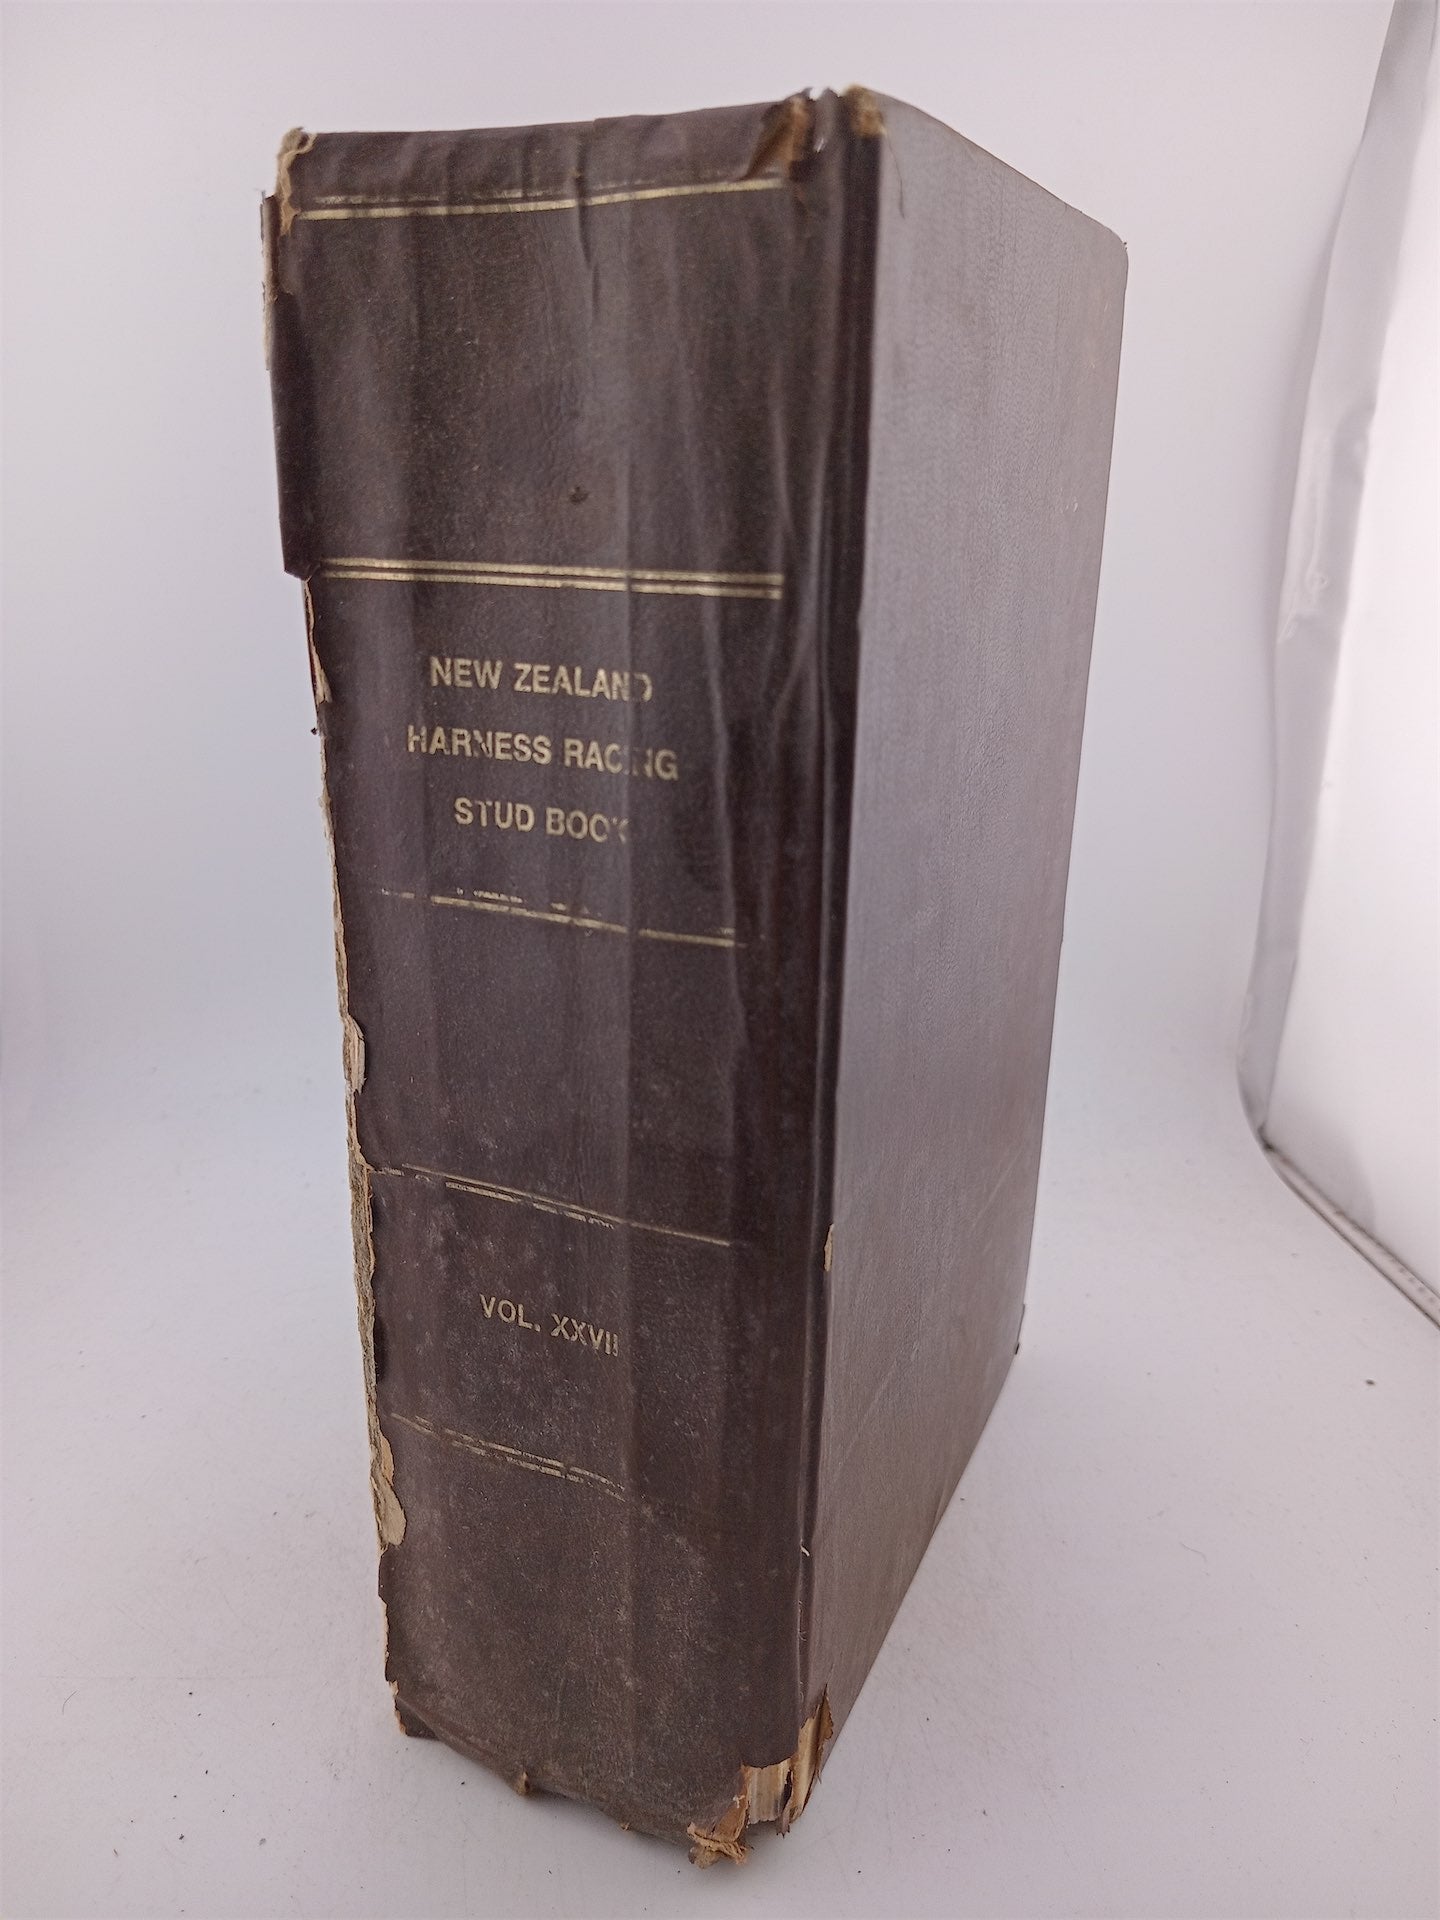 NEW ZEALAND
HARNESS RACING
STUD BOOK
VOL. XXVII